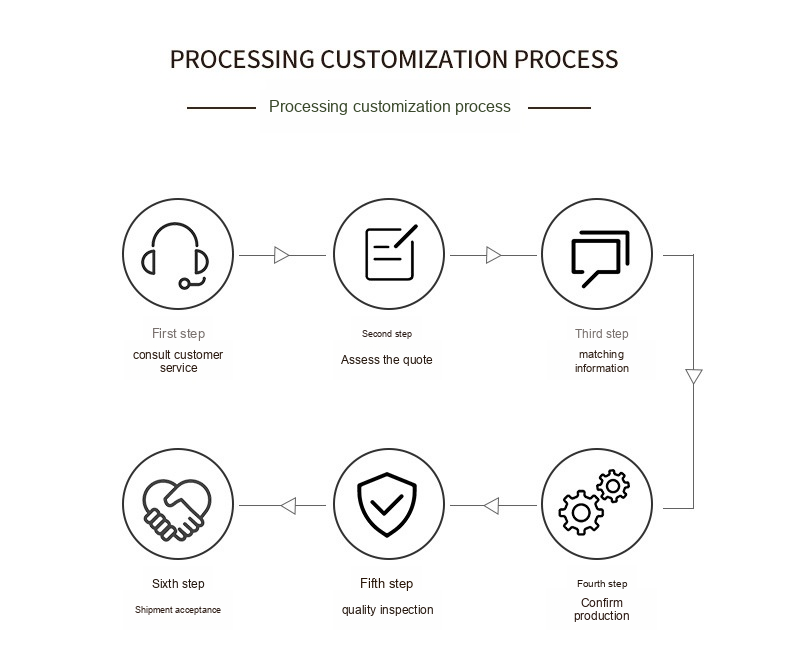 PROCESSING CUSTOMIZATION PROCESS
Processing customization process
First step
consult customer
service
Second step
Assess the quote
Third step
matching
information
Sixth step
Shipment acceptance
Fifth step
quality inspection
Fourth step
Confirm
production